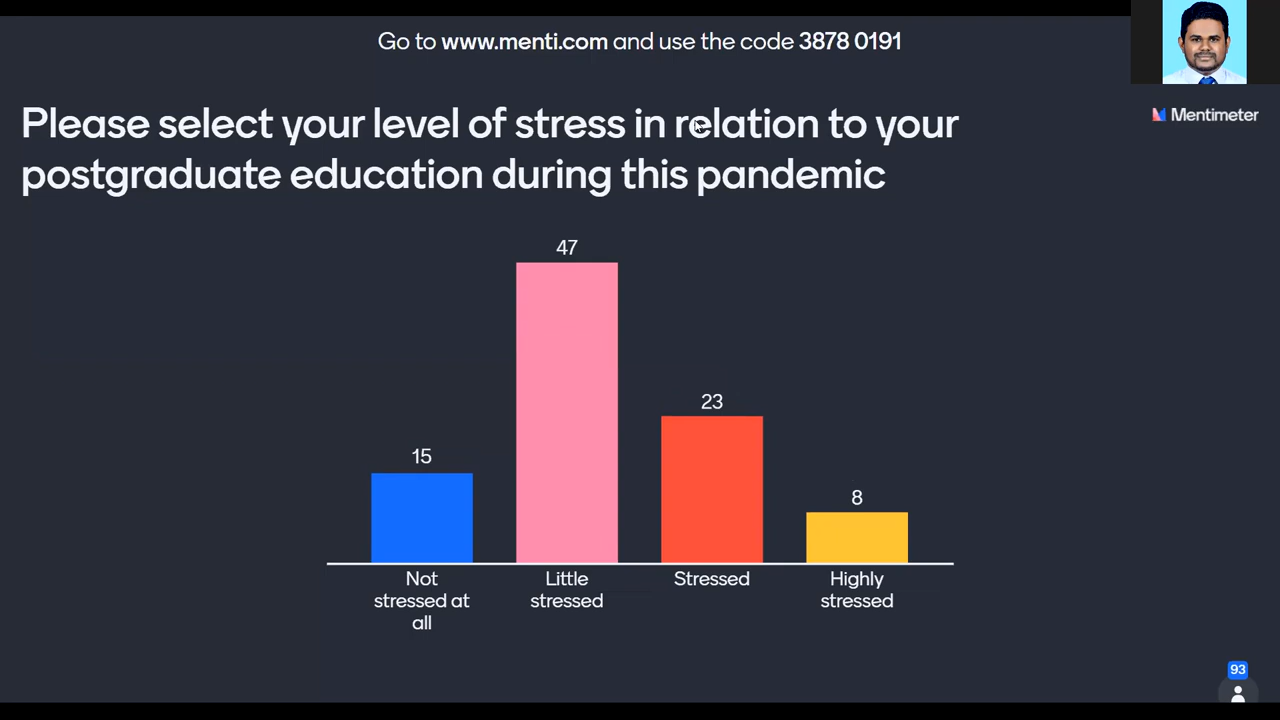 Go to www.menti.com and use the code 3878 0191
Mentimeter
Please select your level of stress in relation to your
postgraduate education during this pandemic
47
23
15
8
Not
stressed at
all
Little
stressed
Stressed
Highly
stressed
93